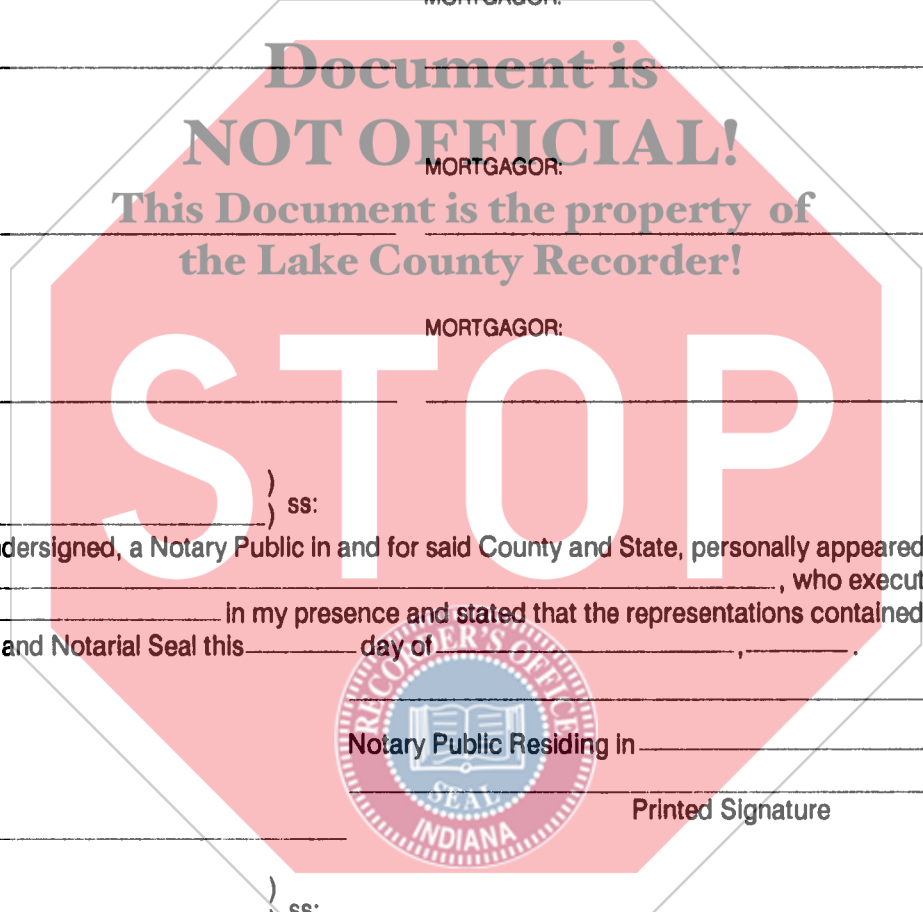 MORTGAGOR:
Document is
NOT OFFICIAL!
MORTGAGOR:
This Document is the property of
the Lake County Recorder!
MORTGAGOR:
STOP
)
) ss:
dersigned, a Notary Public in and for said County and State, personally appeared
, who execut
in my presence and stated that the representations contained
and Notarial Seal this day of , .
RECORDER'S OFFICE
Notary Public Residing in
SEAL
INDIANA
Printed Signature
)
ss: